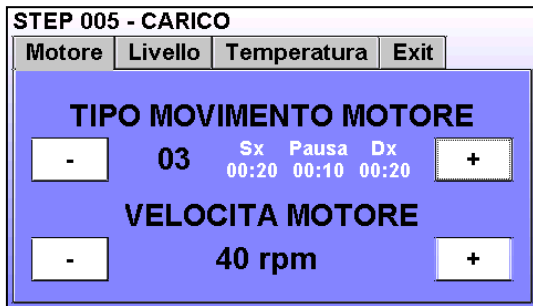 STEP 005 - CARICO
Motore Livello Temperatura Exit
TIPO MOVIMENTO MOTORE
- 03 Sx Pausa Dx +
00:20 00:10 00:20
VELOCITA MOTORE
- 40 rpm +